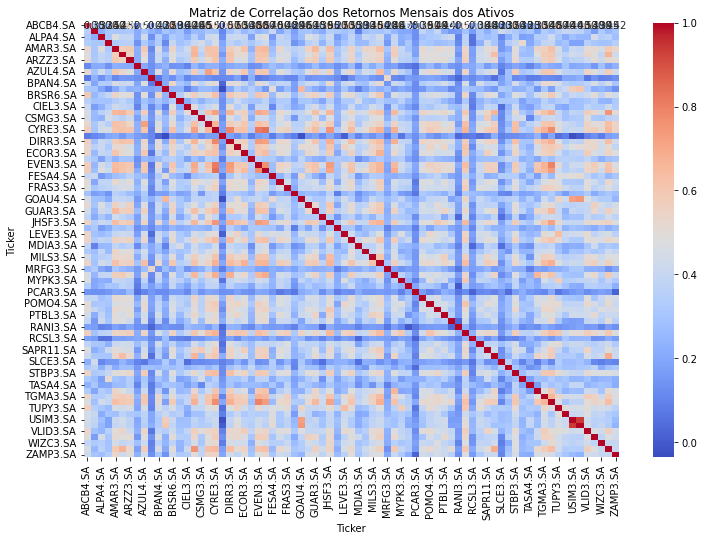 Matriz de Correlação dos Retornos Mensais dos Ativos
Ticker
ABCB4.SA
ALPA4.SA
AMAR3.SA
ARZZ3.SA
AZUL4.SA
BPAN4.SA
BRSR6.SA
CIEL3.SA
CSMG3.SA
CYRE3.SA
DIRR3.SA
ECOR3.SA
EVEN3.SA
FESA4.SA
FRAS3.SA
GOAU4.SA
GUAR3.SA
JHSF3.SA
LEVE3.SA
MDIA3.SA
MILS3.SA
MRFG3.SA
MYPK3.SA
PCAR3.SA
POMO4.SA
PTBL3.SA
RANI3.SA
RCSL3.SA
SAPR11.SA
SLCE3.SA
STBP3.SA
TASA4.SA
TGMA3.SA
TUPY3.SA
USIM3.SA
VLID3.SA
WIZC3.SA
ZAMP3.SA
ABCB4.SA
ALPA4.SA
AMAR3.SA
ARZZ3.SA
AZUL4.SA
BPAN4.SA
BRSR6.SA
CIEL3.SA
CSMG3.SA
CYRE3.SA
DIRR3.SA
ECOR3.SA
EVEN3.SA
FESA4.SA
FRAS3.SA
GOAU4.SA
GUAR3.SA
JHSF3.SA
LEVE3.SA
MDIA3.SA
MILS3.SA
MRFG3.SA
MYPK3.SA
PCAR3.SA
POMO4.SA
PTBL3.SA
RANI3.SA
RCSL3.SA
SAPR11.SA
SLCE3.SA
STBP3.SA
TASA4.SA
TGMA3.SA
TUPY3.SA
USIM3.SA
VLID3.SA
WIZC3.SA
ZAMP3.SA
Ticker
1.0
0.8
0.6
0.4
0.2
0.0